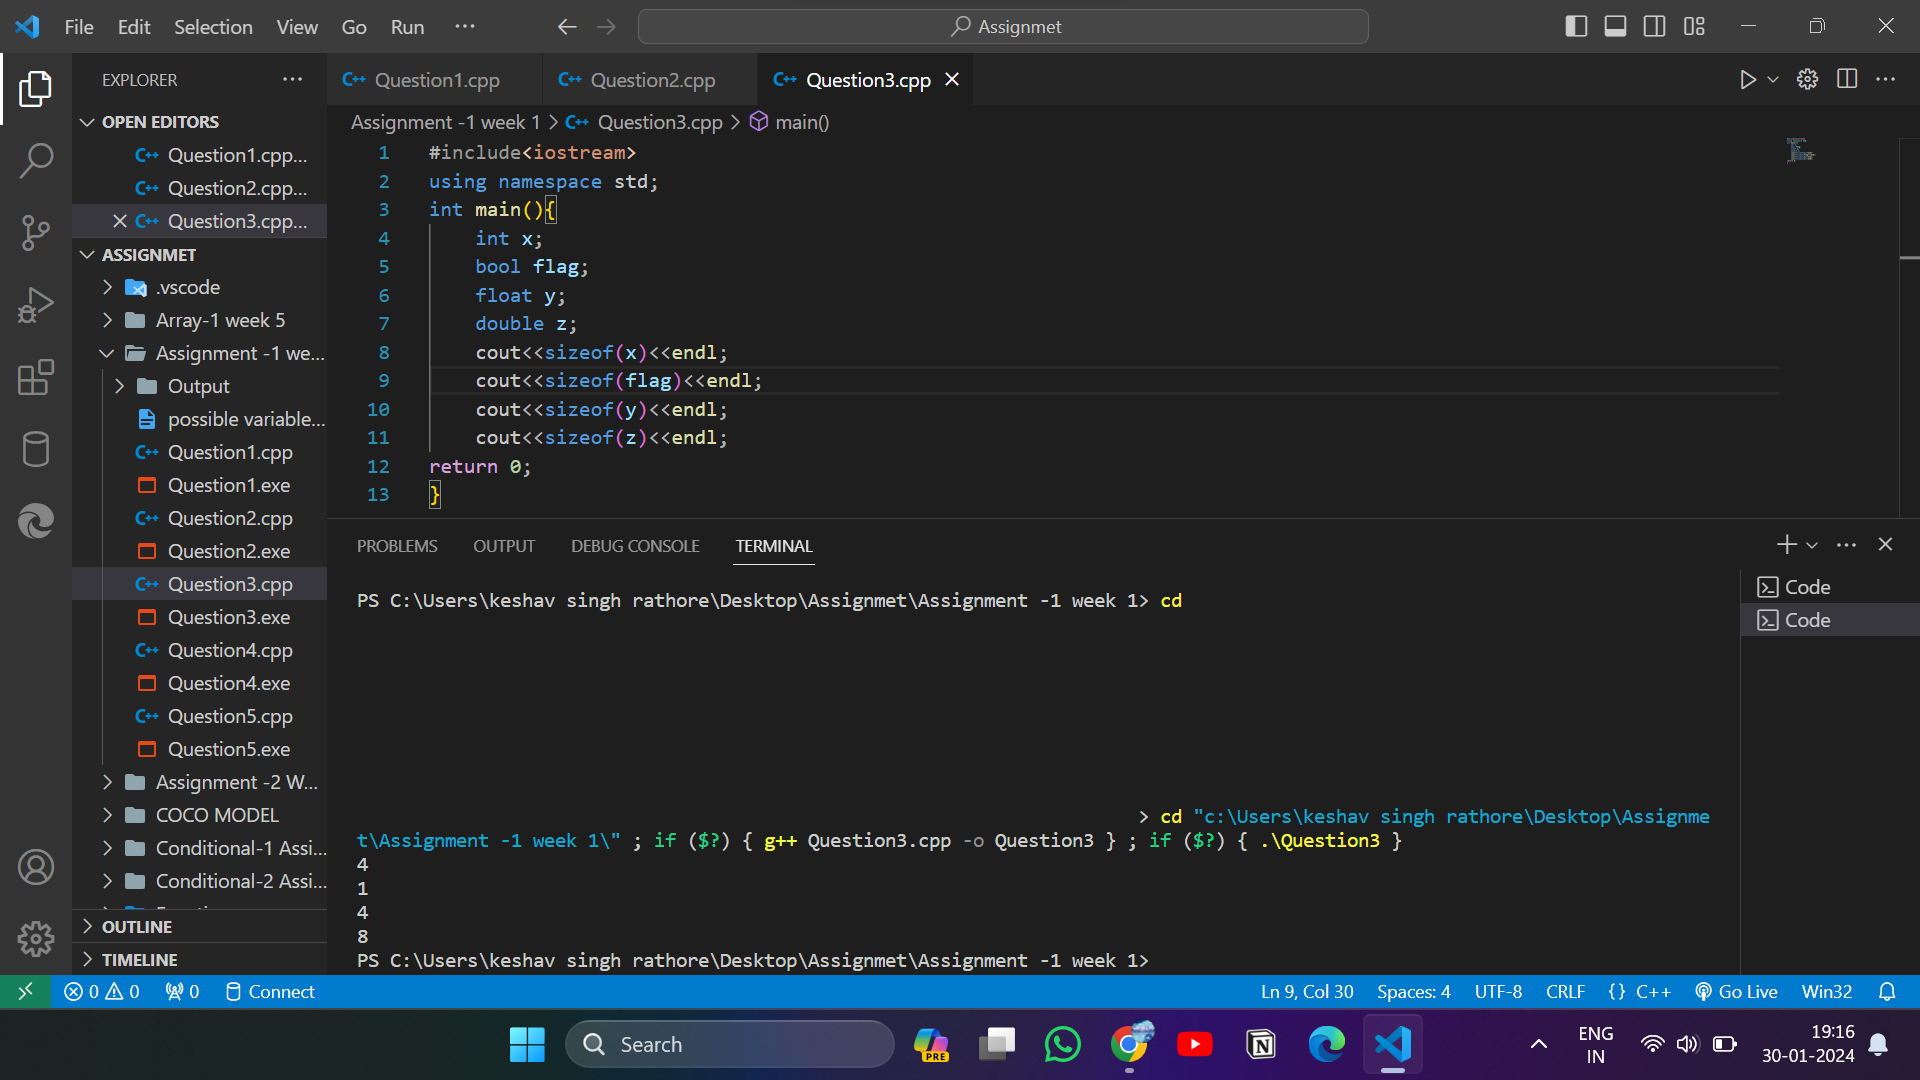 File Edit Selection View Go Run ··· Assignmet
EXPLORER ···
OPEN EDITORS
Question1.cpp...
Question2.cpp...
Question3.cpp...
ASSIGNMET
.vscode
Array-1 week 5
Assignment -1 we...
Output
possible variable...
Question1.cpp
Question1.exe
Question2.cpp
Question2.exe
Question3.cpp
Question3.exe
Question4.cpp
Question4.exe
Question5.cpp
Question5.exe
Assignment -2 W...
COCO MODEL
Conditional-1 Assi...
Conditional-2 Assi...
OUTLINE
TIMELINE
Question1.cpp Question2.cpp Question3.cpp
Assignment -1 week 1 > Question3.cpp > main()
1 #include<iostream>
2 using namespace std;
3 int main(){
4 int x;
5 bool flag;
6 float y;
7 double z;
8 cout<<sizeof(x)<<endl;
9 cout<<sizeof(flag)<<endl;
10 cout<<sizeof(y)<<endl;
11 cout<<sizeof(z)<<endl;
12 return 0;
13 }
PROBLEMS OUTPUT DEBUG CONSOLE TERMINAL
PS C:\Users\keshav singh rathore\Desktop\Assignmet\Assignment -1 week 1> cd
> cd "c:\Users\keshav singh rathore\Desktop\Assignme
t\Assignment -1 week 1\" ; if ($?) { g++ Question3.cpp -o Question3 } ; if ($?) { .\Question3 }
4
1
4
8
PS C:\Users\keshav singh rathore\Desktop\Assignmet\Assignment -1 week 1>
Code
Code
0 0 0 Connect Ln 9, Col 30 Spaces: 4 UTF-8 CRLF {} C++ Go Live Win32
Search PRE ENG 19:16
IN 30-01-2024